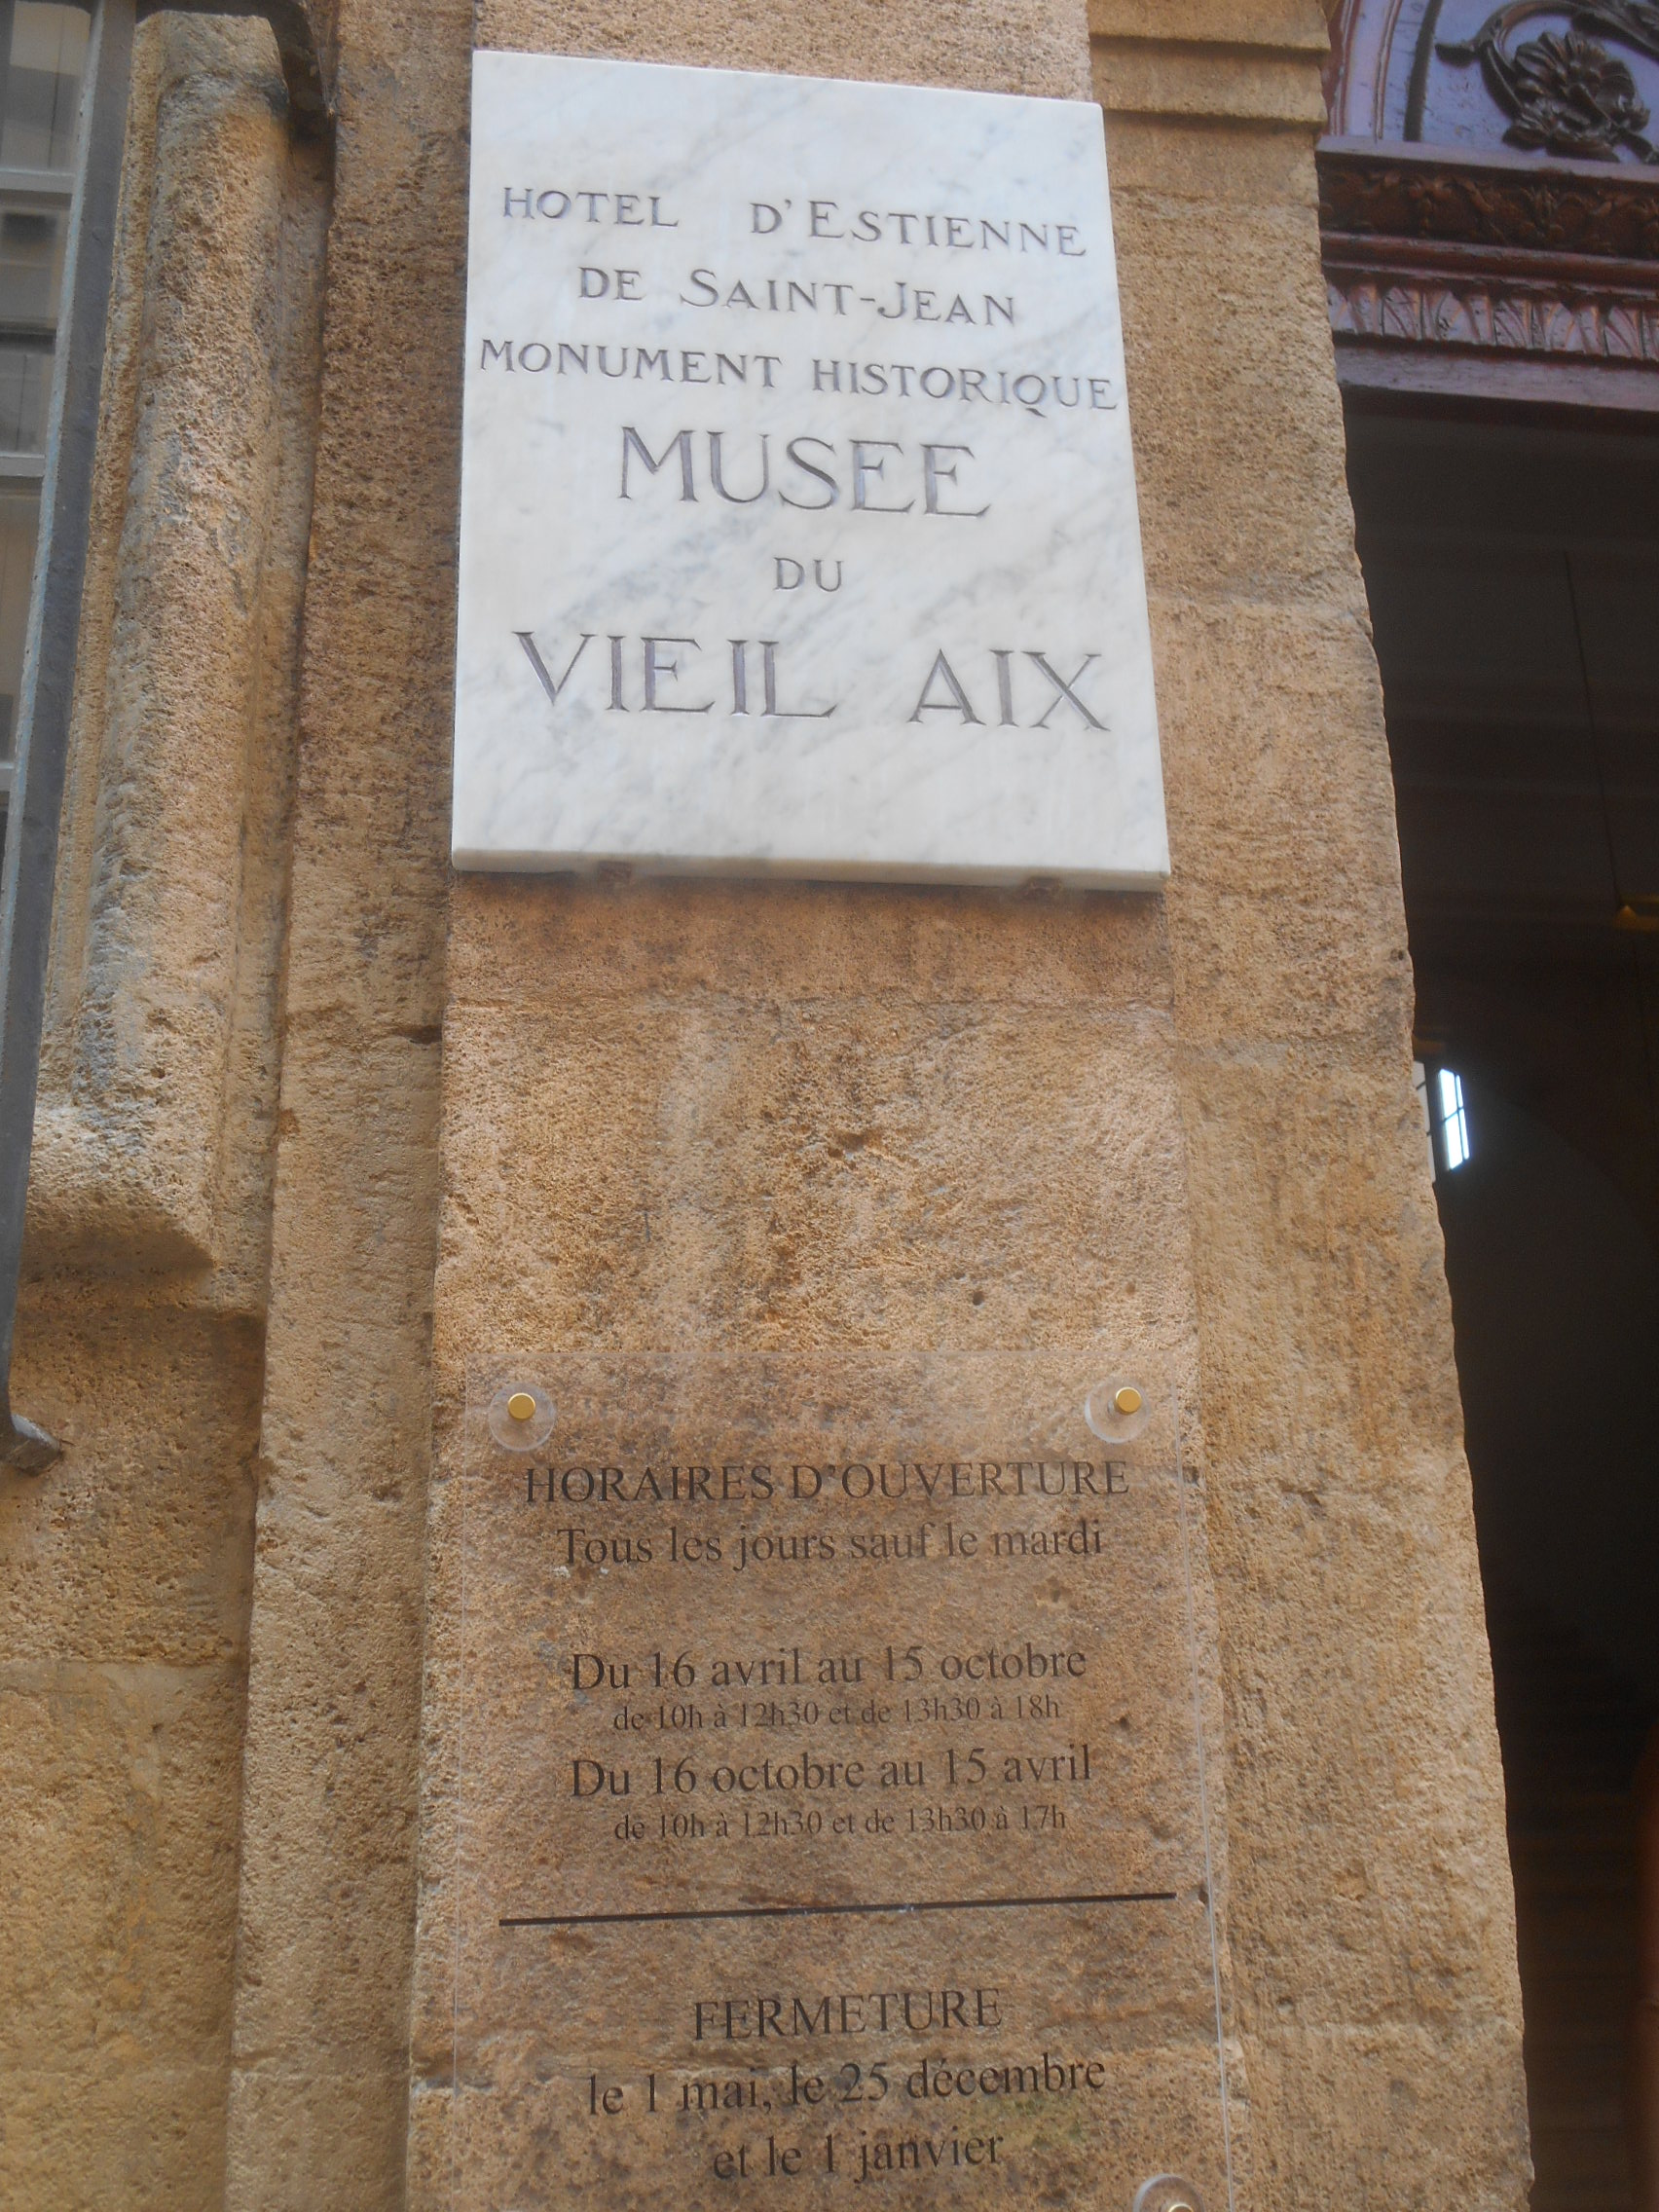 HOTEL D'ESTIENNE
DE SAINT-JEAN
MONUMENT HISTORIQUE
MUSEE
DU
VIEIL AIX
HORAIRES D'OUVERTURE
Tous les jours sauf le mardi
Du 16 avril au 15 octobre
de 10h à 12h30 et de 13h30 à 18h
Du 16 octobre au 15 avril
de 10h à 12h30 et de 13h30 à 17h
FERMETURE
le 1 mai, le 25 décembre
et le 1 janvier